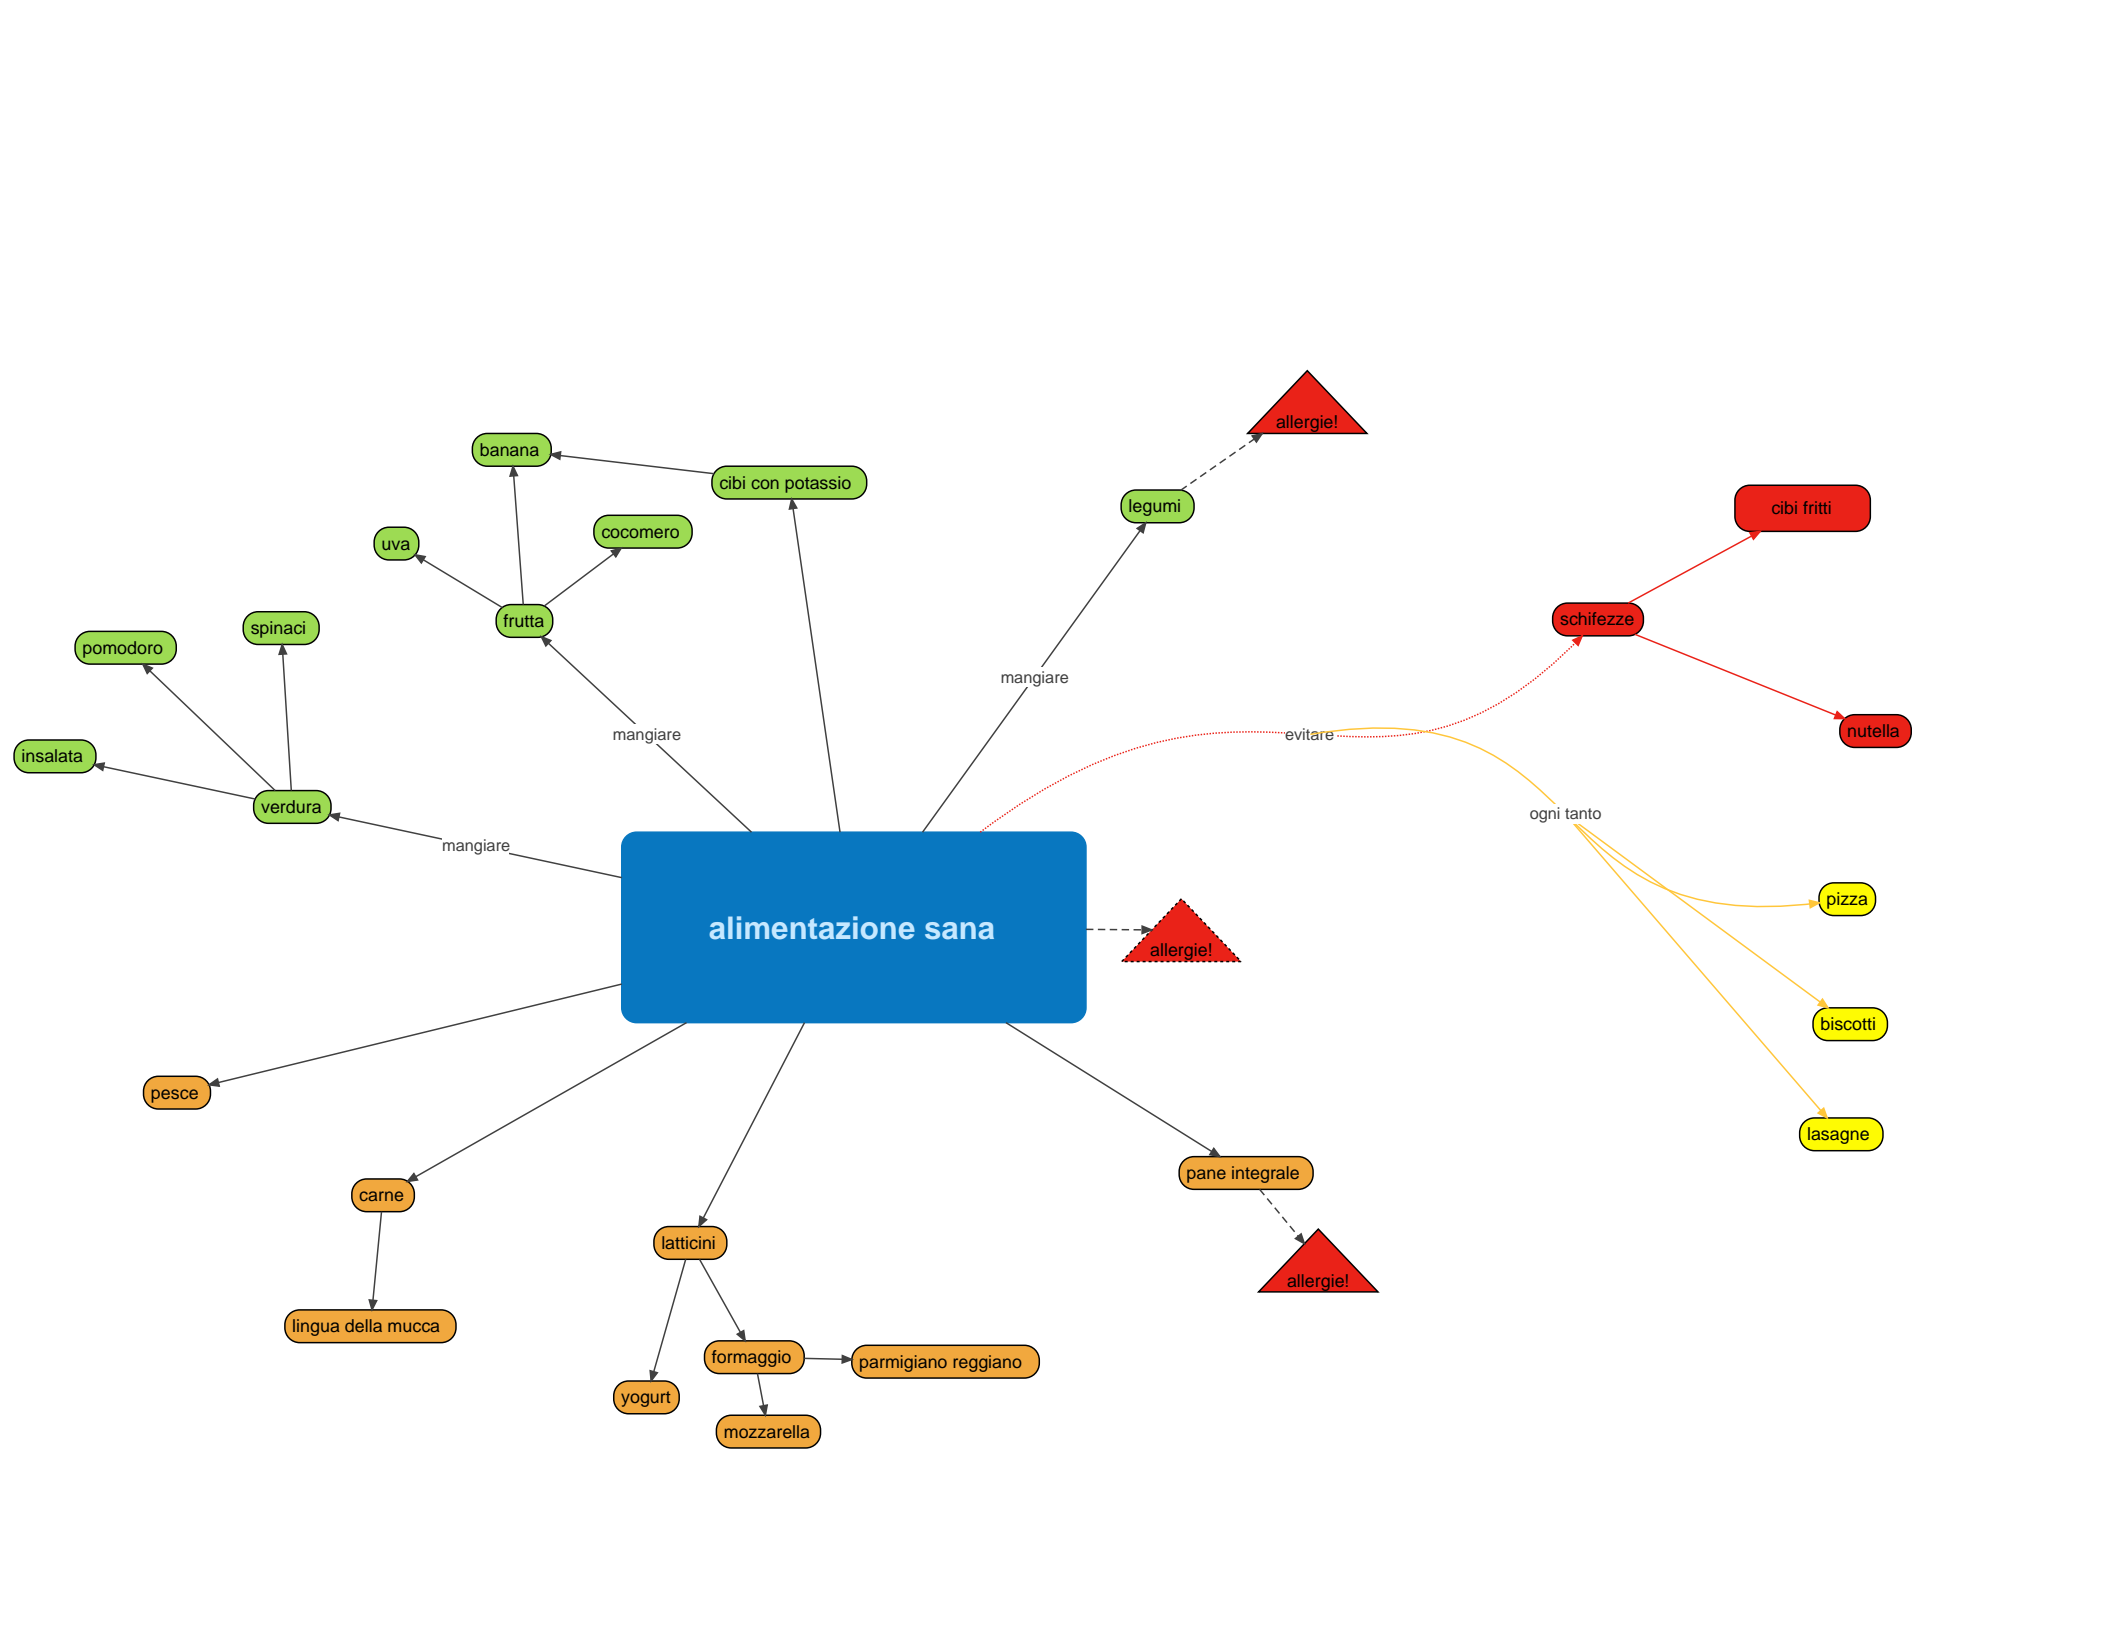 allergie!
banana
cibi con potassio
legumi
cibi fritti
uva
cocomero
frutta
schifezze
spinaci
pomodoro
mangiare
mangiare
evitare
nutella
insalata
verdura
ogni tanto
mangiare
pizza
alimentazione sana
allergie!
biscotti
pesce
lasagne
pane integrale
carne
latticini
allergie!
lingua della mucca
formaggio
parmigiano reggiano
yogurt
mozzarella